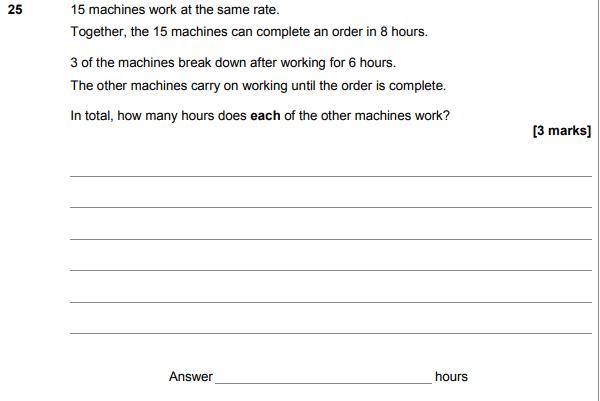 25 15 machines work at the same rate.
Together, the 15 machines can complete an order in 8 hours.
3 of the machines break down after working for 6 hours.
The other machines carry on working until the order is complete.
In total, how many hours does each of the other machines work?
[3 marks]
Answer hours